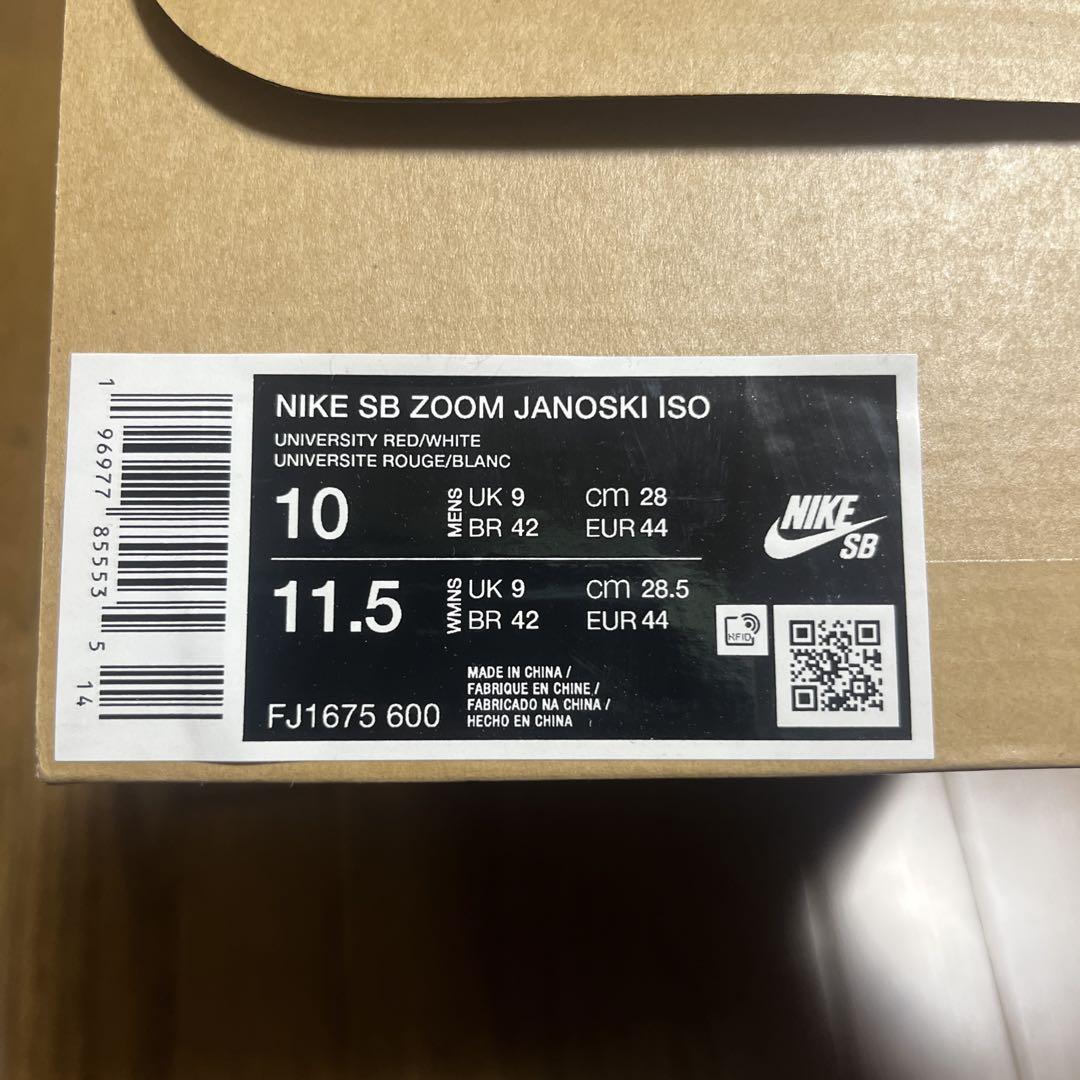 NIKE SB ZOOM JANOSKI ISO
UNIVERSITY RED/WHITE
UNIVERSITE ROUGE/BLANC
10 MENS UK 9 cm 28
BR 42 EUR 44
11.5 WMNS UK 9 cm 28.5
BR 42 EUR 44
FJ1675 600
MADE IN CHINA /
FABRIQUE EN CHINE /
FABRICADO NA CHINA /
HECHO EN CHINA
NIKE
SB
RFID
1 96977 85553 5 14